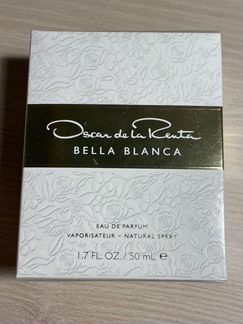 Oscar de la Renta
BELLA BLANCA
EAU DE PARFUM
VAPORISATEUR – NATURAL SPRAY
1.7 FL. OZ. / 50 mL ℮